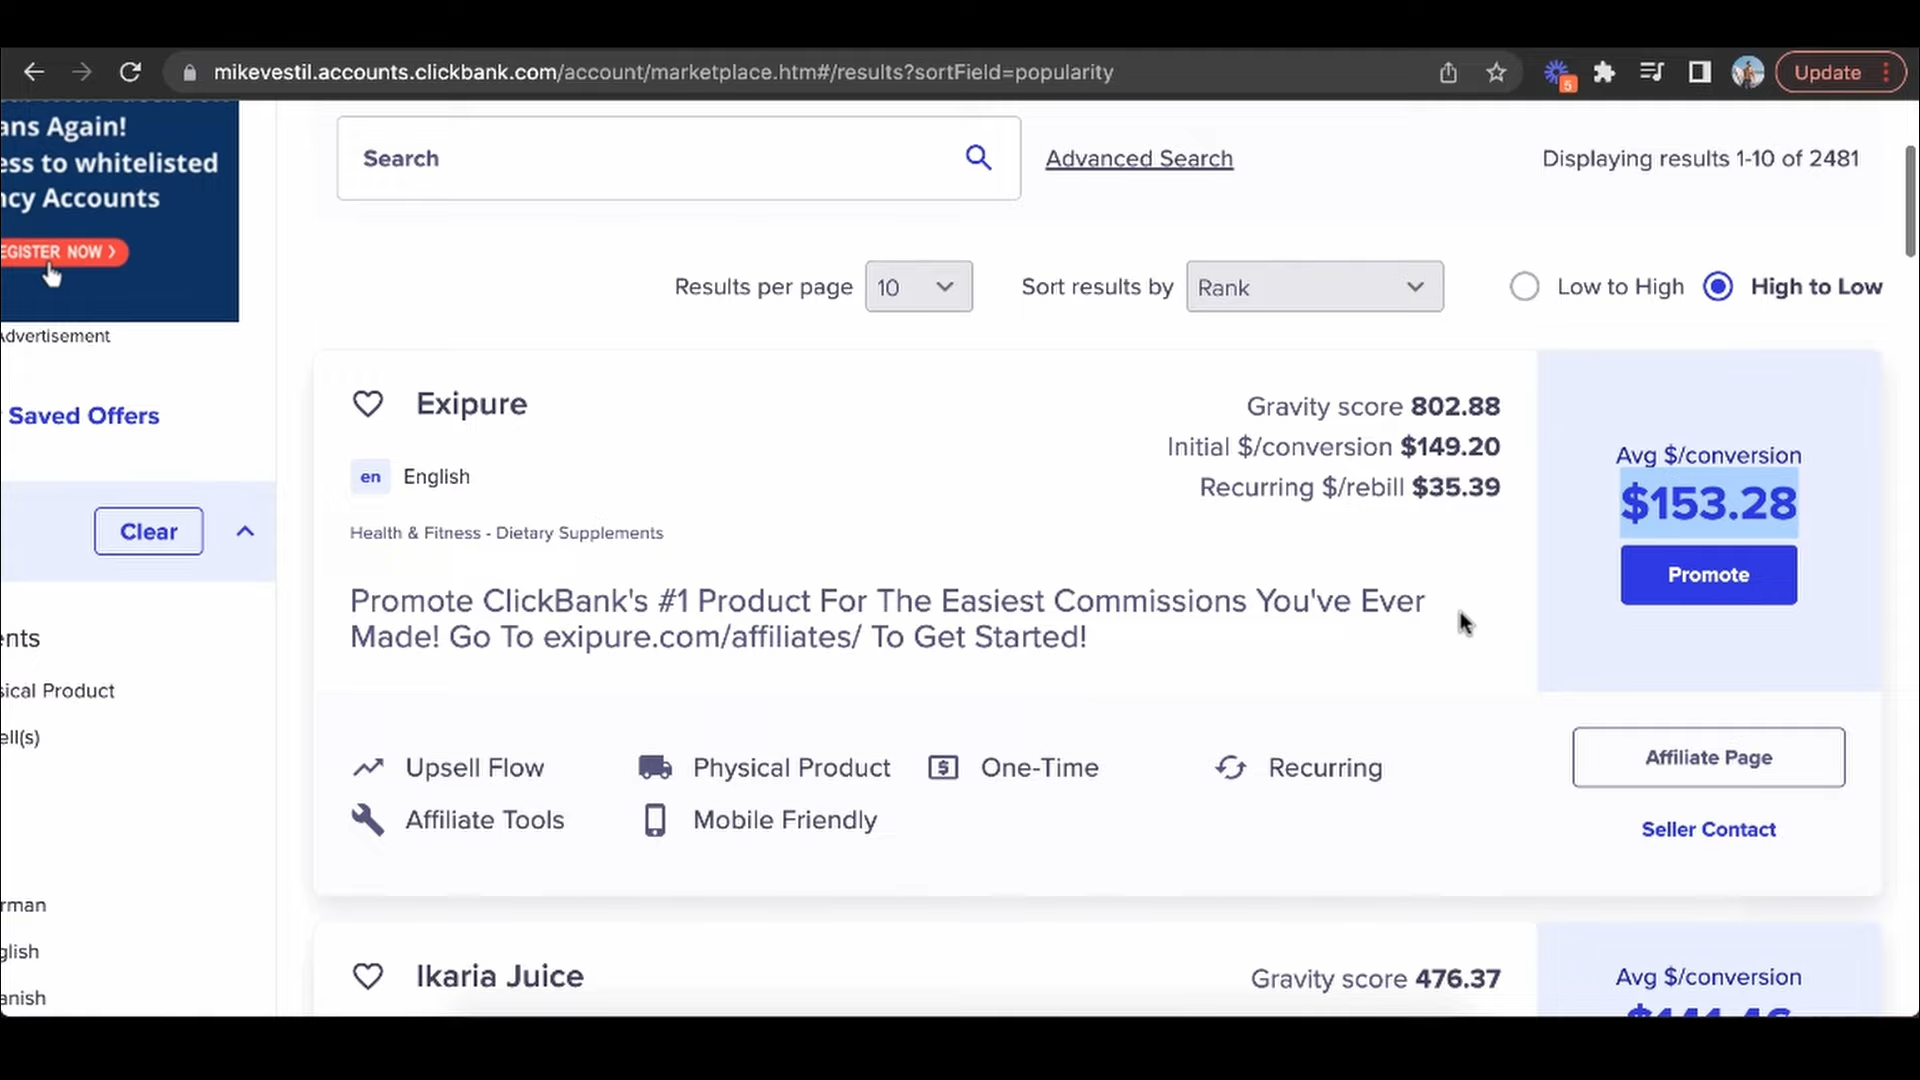 mikevestil.accounts.clickbank.com/account/marketplace.htm#/results?sortField=popularity
5
Update
ans Again!
ess to whitelisted
ncy Accounts
EGISTER NOW >
Advertisement
Saved Offers
Clear
ents
sical Product
ell(s)
rman
glish
anish
Search
Advanced Search
Displaying results 1-10 of 2481
Results per page 10 Sort results by Rank Low to High High to Low
Exipure
en English
Health & Fitness - Dietary Supplements
Gravity score 802.88
Initial $/conversion $149.20
Recurring $/rebill $35.39
Avg $/conversion
$153.28
Promote
Promote ClickBank's #1 Product For The Easiest Commissions You've Ever
Made! Go To exipure.com/affiliates/ To Get Started!
Upsell Flow Physical Product One-Time Recurring
Affiliate Tools Mobile Friendly
Affiliate Page
Seller Contact
Ikaria Juice
Gravity score 476.37
Avg $/conversion